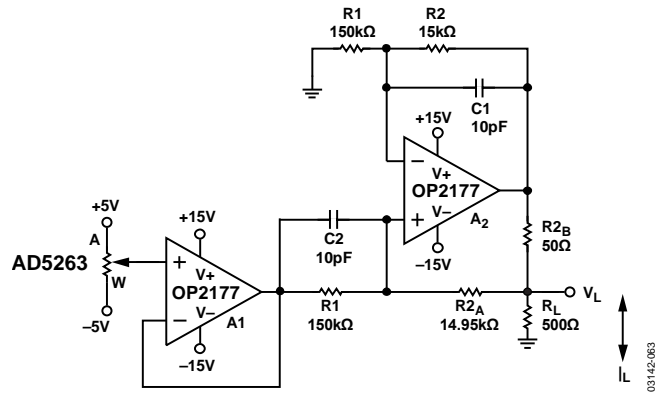 R1
150kΩ
R2
15kΩ
C1
10pF
+15V
−
V+
OP2177
+
V−
A2
−15V
R2B
50Ω
+5V
A
AD5263
W
−5V
+15V
+
V+
OP2177
−
V−
A1
−15V
C2
10pF
R1
150kΩ
R2A
14.95kΩ
VL
RL
500Ω
IL
03142-063